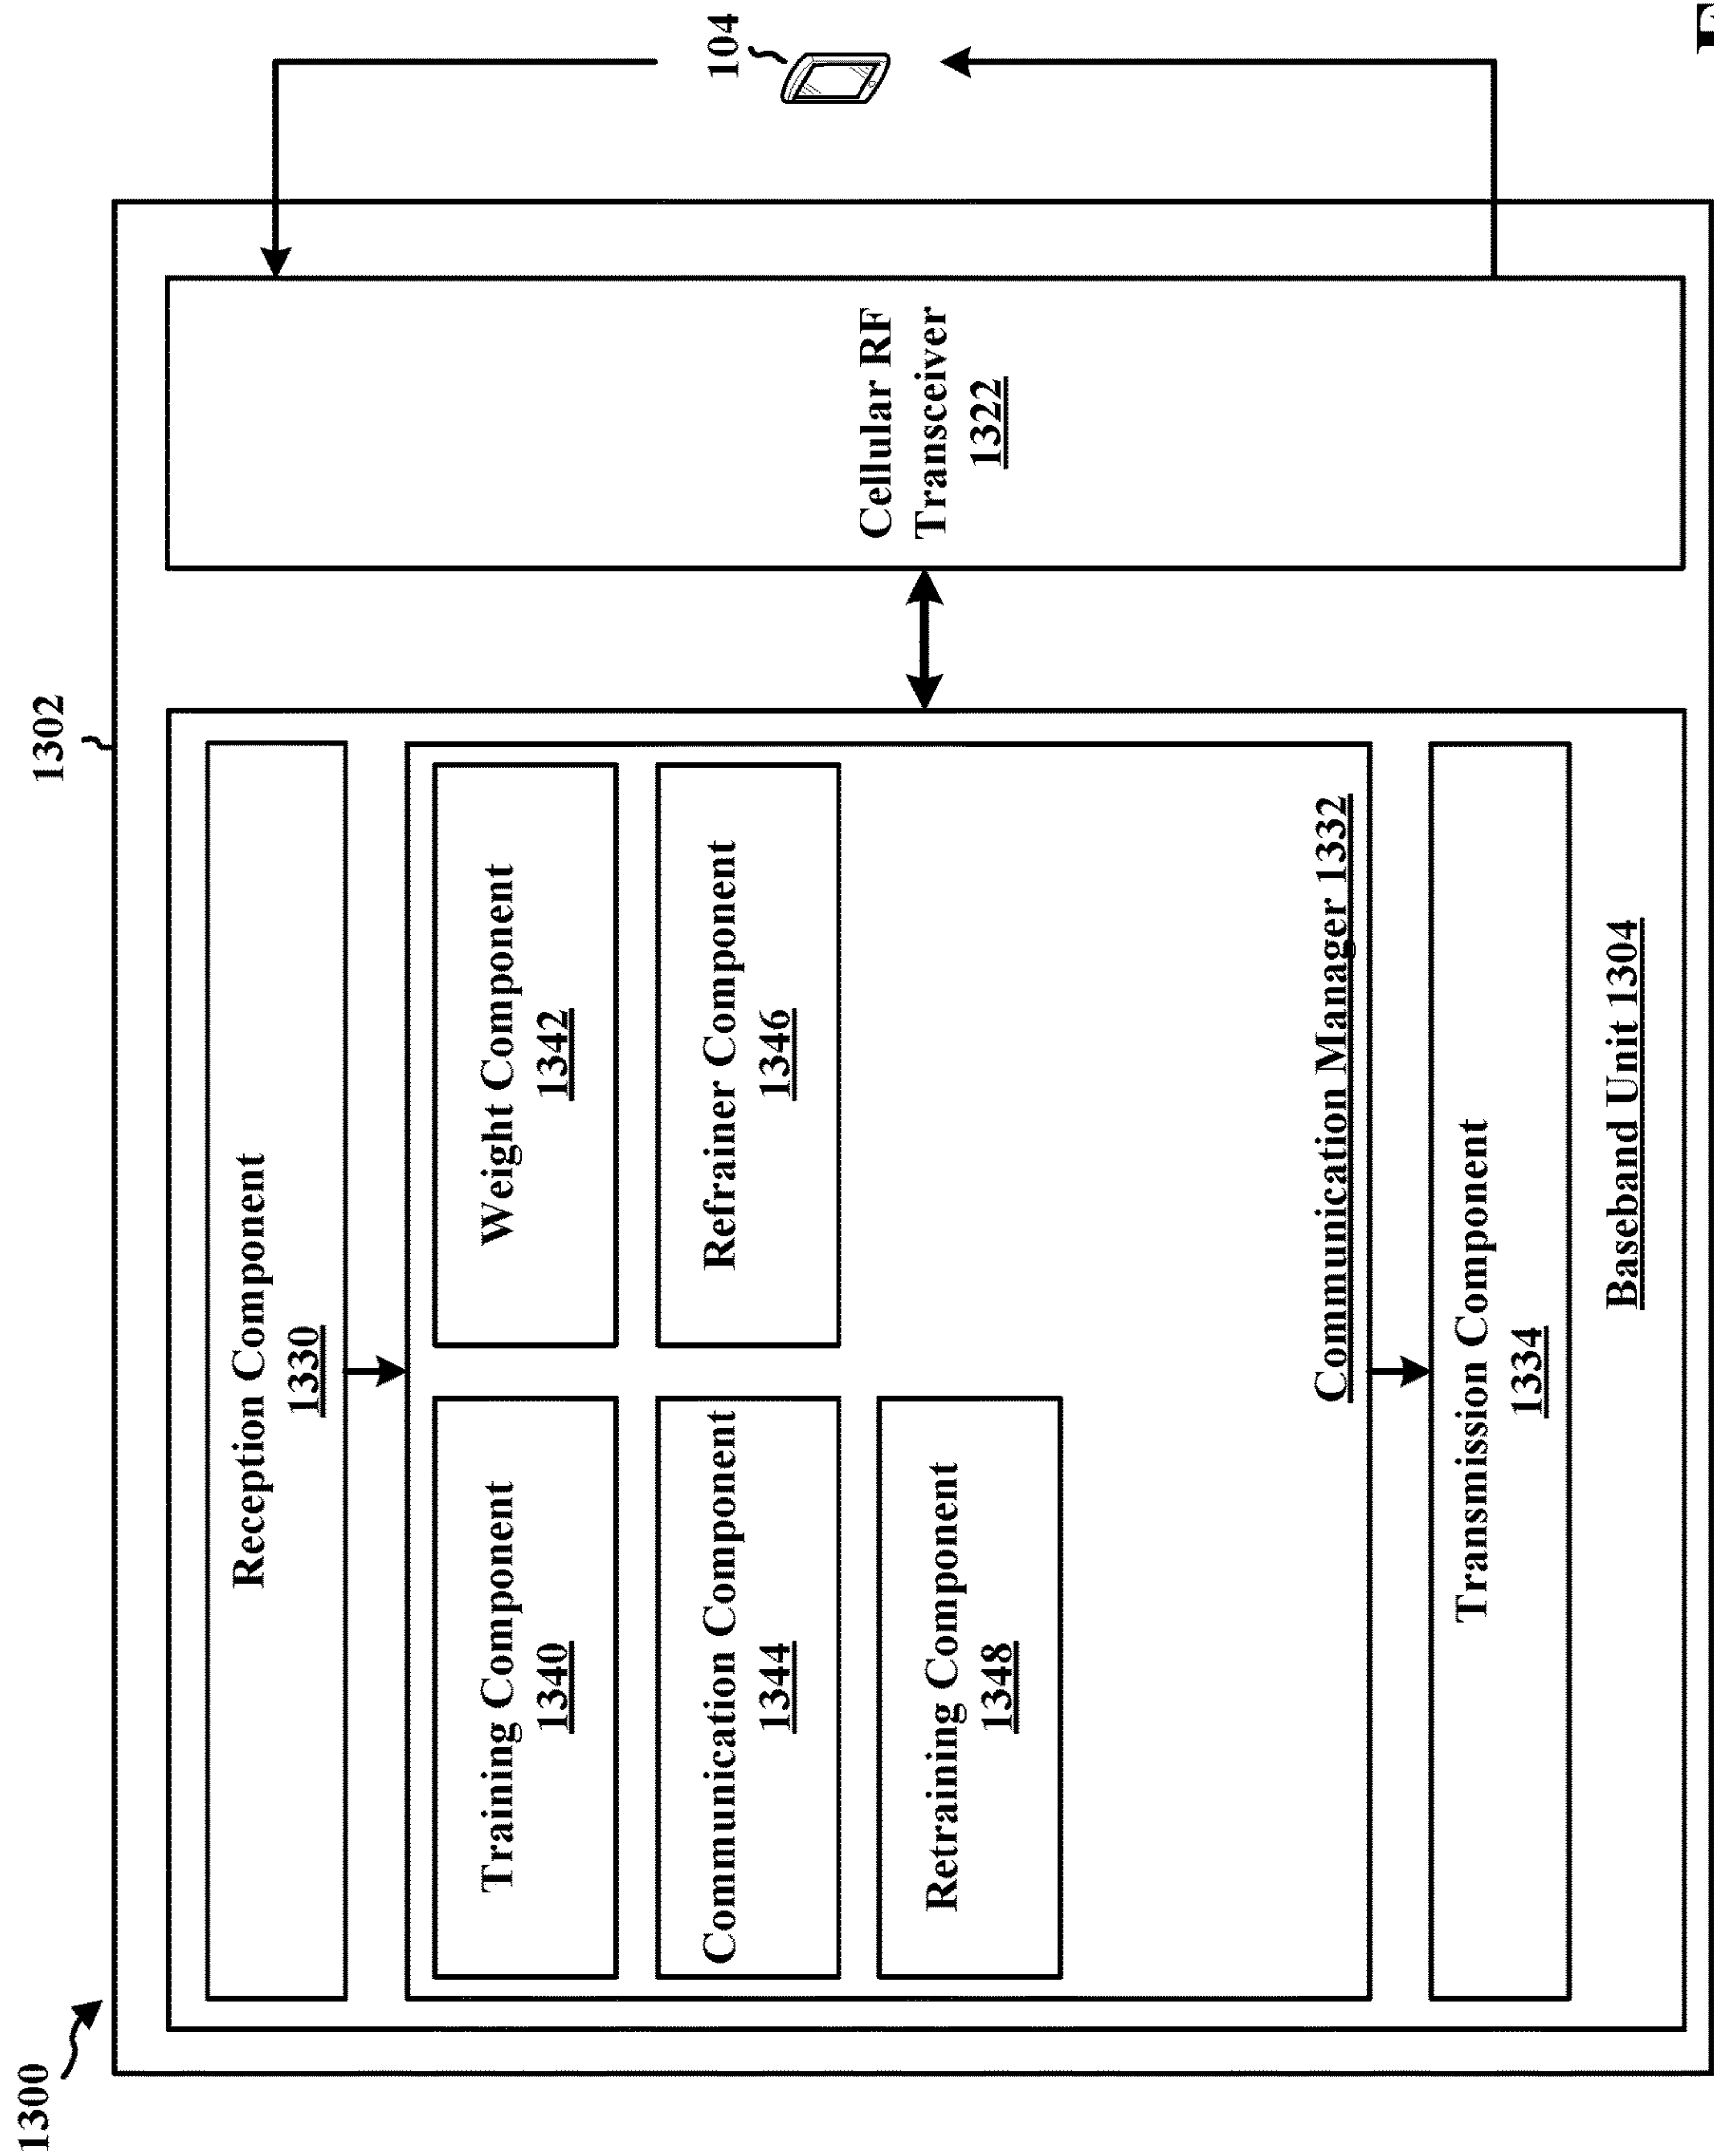 1300
1302
Reception Component
1330
Training Component
1340
Weight Component
1342
Communication Component
1344
Refrainer Component
1346
Retraining Component
1348
Communication Manager 1332
Transmission Component
1334
Baseband Unit 1304
Cellular RF
Transceiver
1322
104